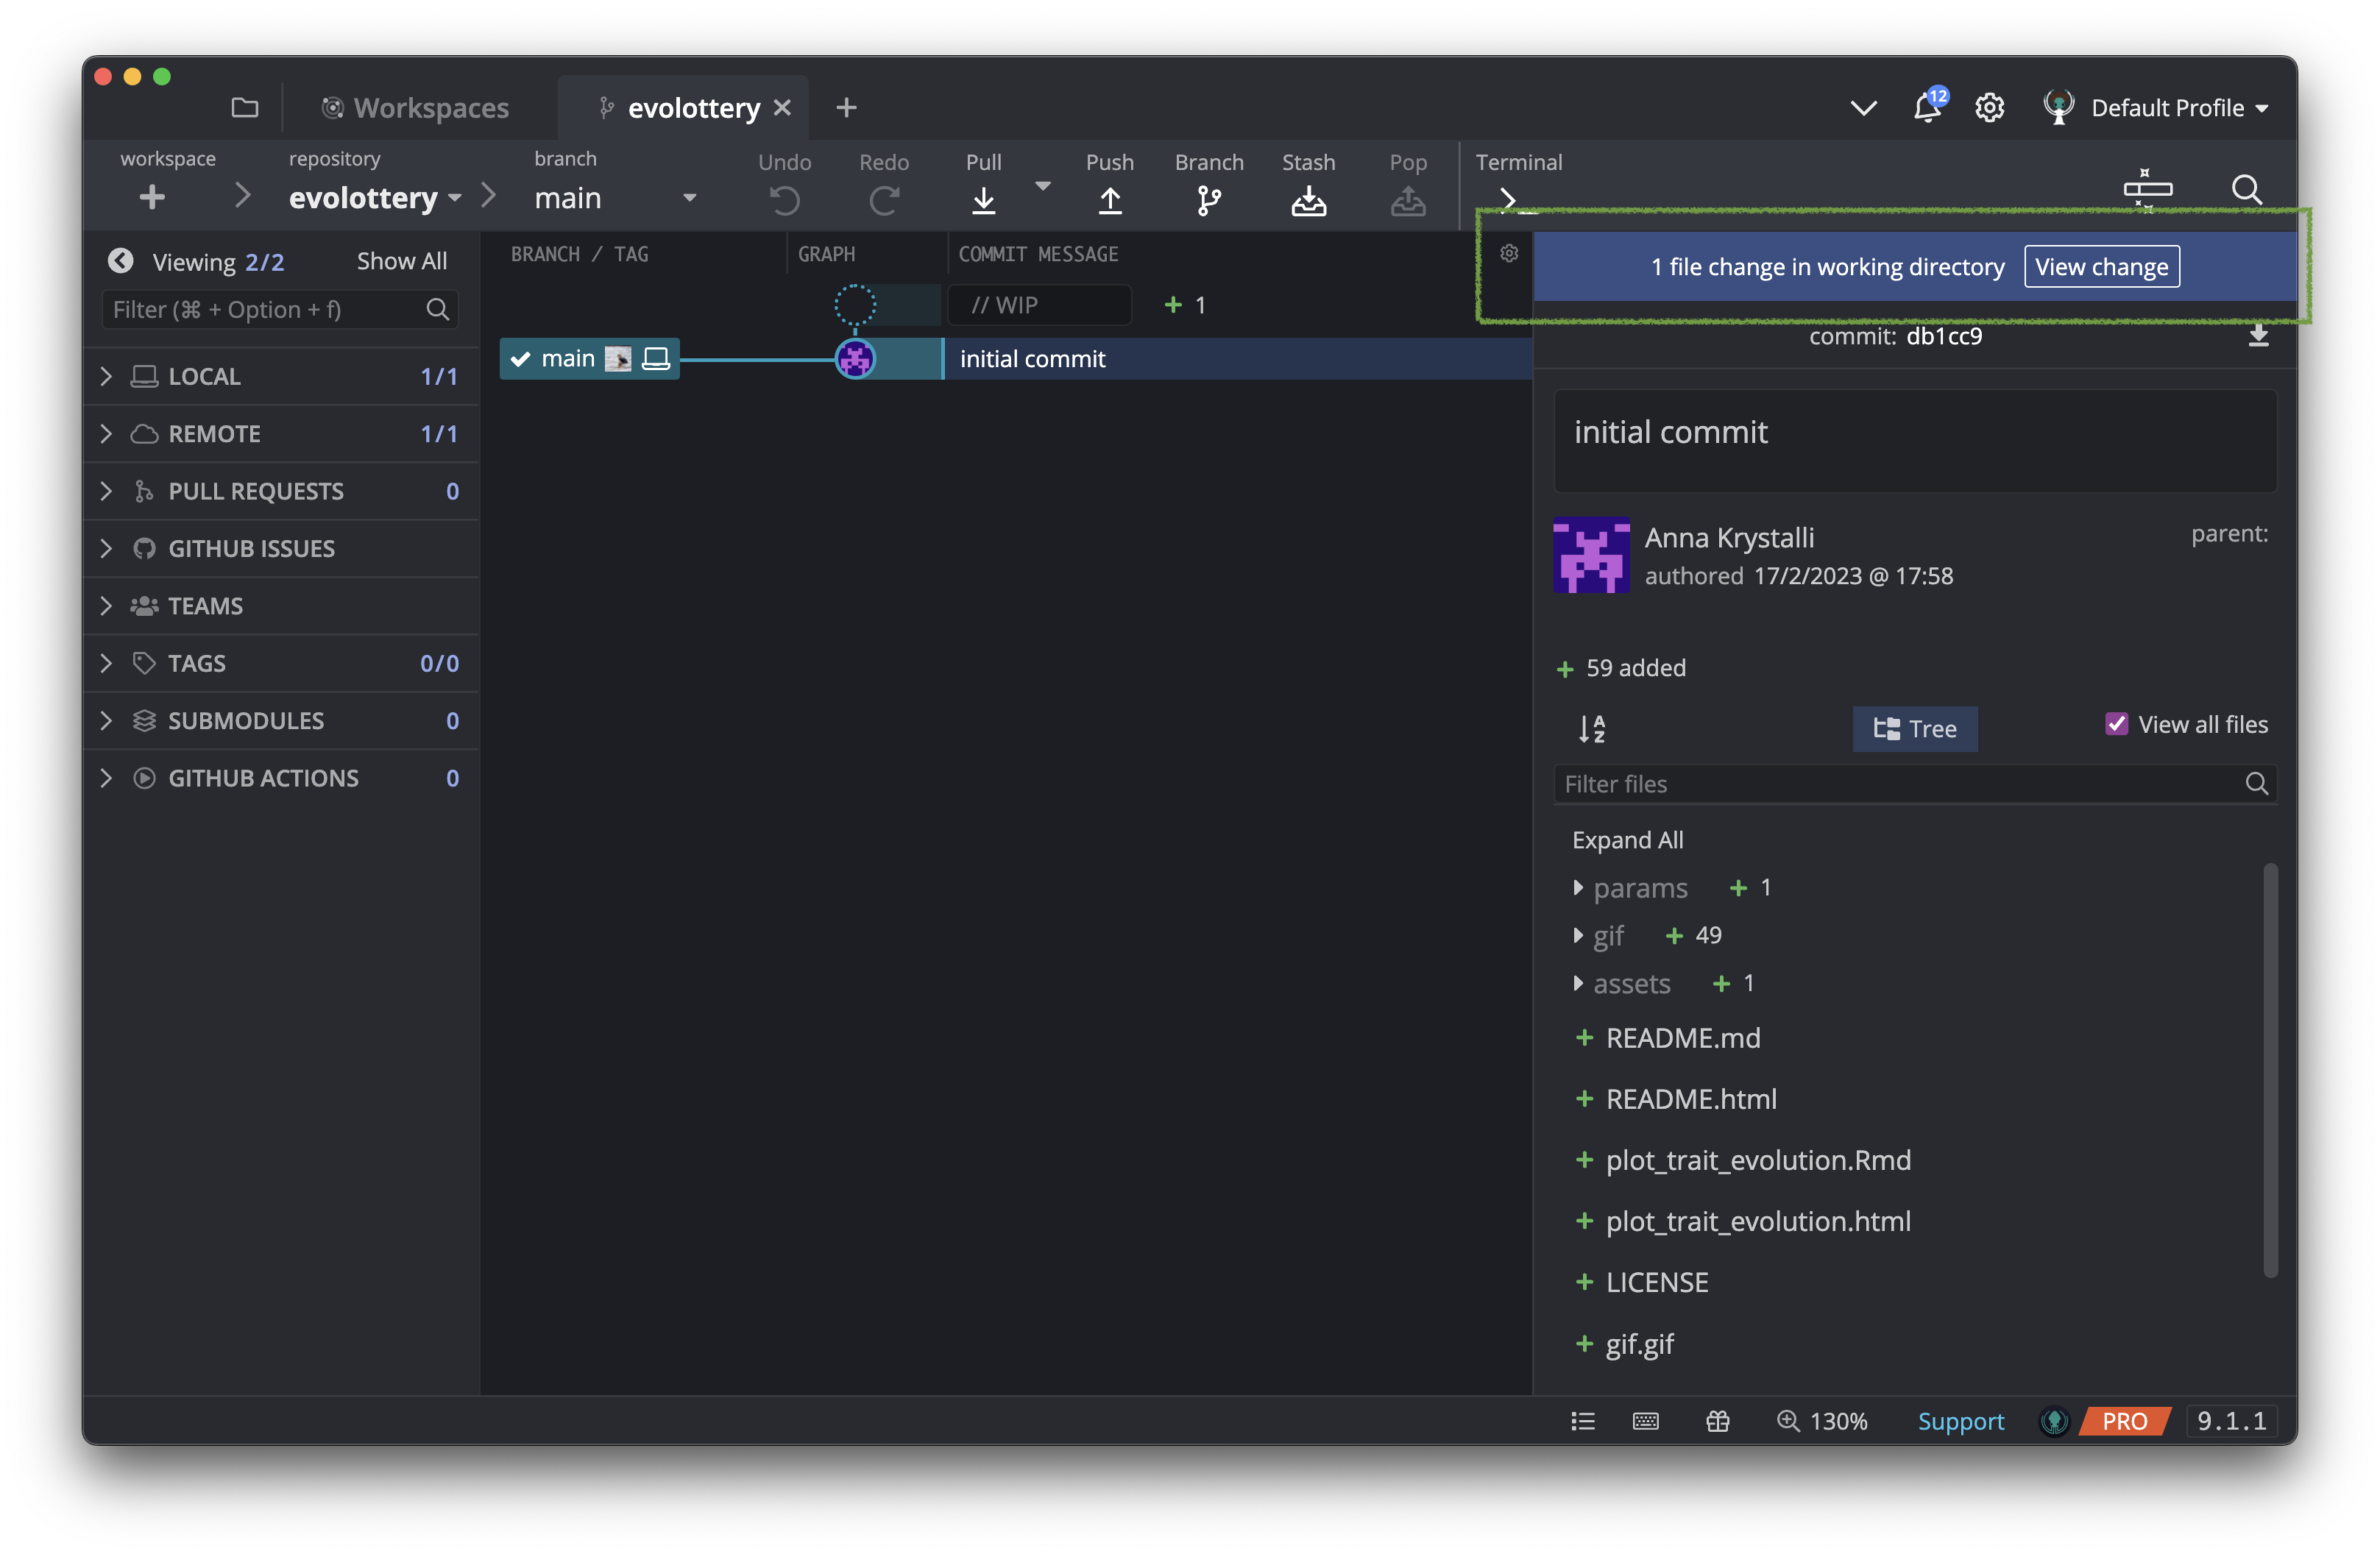 Workspaces
evolottery
12
Default Profile
workspace
repository
evolottery
branch
main
Undo
Redo
Pull
Push
Branch
Stash
Pop
Terminal
Viewing 2/2
Show All
Filter (⌘ + Option + f)
LOCAL 1/1
REMOTE 1/1
PULL REQUESTS 0
GITHUB ISSUES
TEAMS
TAGS 0/0
SUBMODULES 0
GITHUB ACTIONS 0
BRANCH / TAG
GRAPH
COMMIT MESSAGE
// WIP
+ 1
main
initial commit
1 file change in working directory
View change
commit: db1cc9
initial commit
Anna Krystalli
authored 17/2/2023 @ 17:58
parent:
+ 59 added
A
Z
Tree
View all files
Filter files
Expand All
params + 1
gif + 49
assets + 1
+ README.md
+ README.html
+ plot_trait_evolution.Rmd
+ plot_trait_evolution.html
+ LICENSE
+ gif.gif
130%
Support
PRO
9.1.1